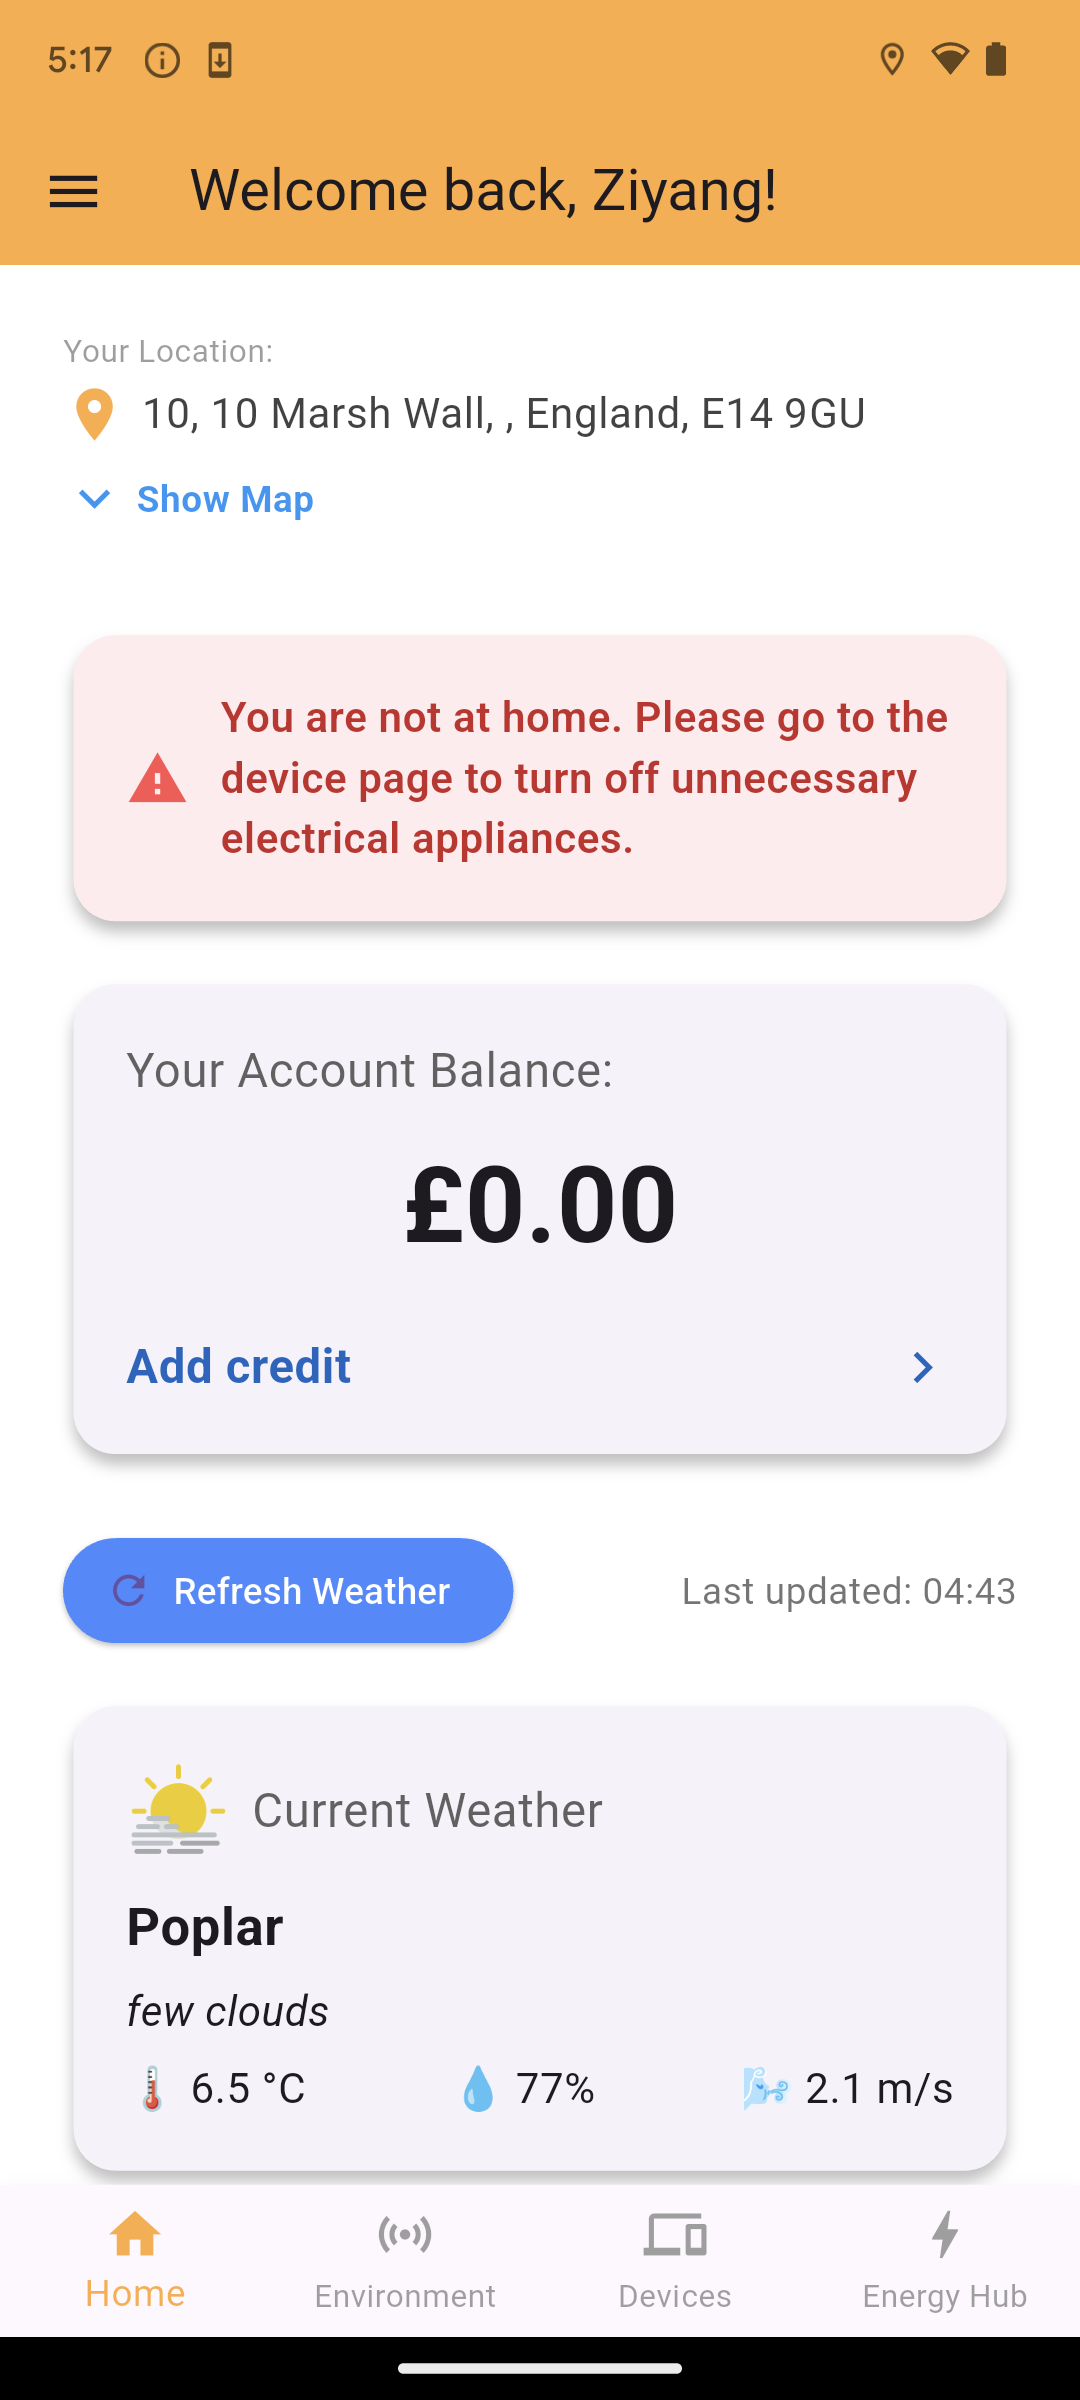 5:17
Welcome back, Ziyang!
Your Location:
10, 10 Marsh Wall, , England, E14 9GU
Show Map
You are not at home. Please go to the
device page to turn off unnecessary
electrical appliances.
Your Account Balance:
£0.00
Add credit
Refresh Weather
Last updated: 04:43
Current Weather
Poplar
few clouds
6.5 °C 77% 2.1 m/s
Home Environment Devices Energy Hub